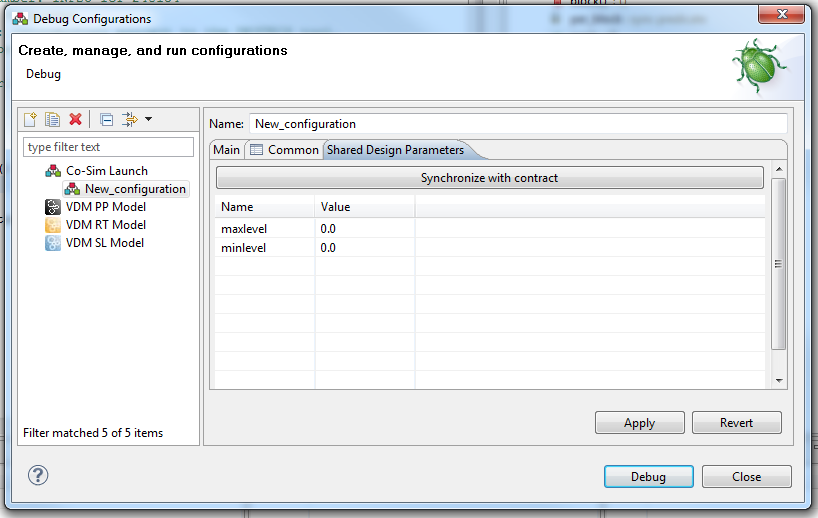 Debug Configurations
Create, manage, and run configurations
Debug
type filter text
Co-Sim Launch
New_configuration
VDM PP Model
VDM RT Model
VDM SL Model
Filter matched 5 of 5 items
Name: New_configuration
Main Common Shared Design Parameters
Synchronize with contract
Name Value
maxlevel 0.0
minlevel 0.0
Apply Revert
Debug Close